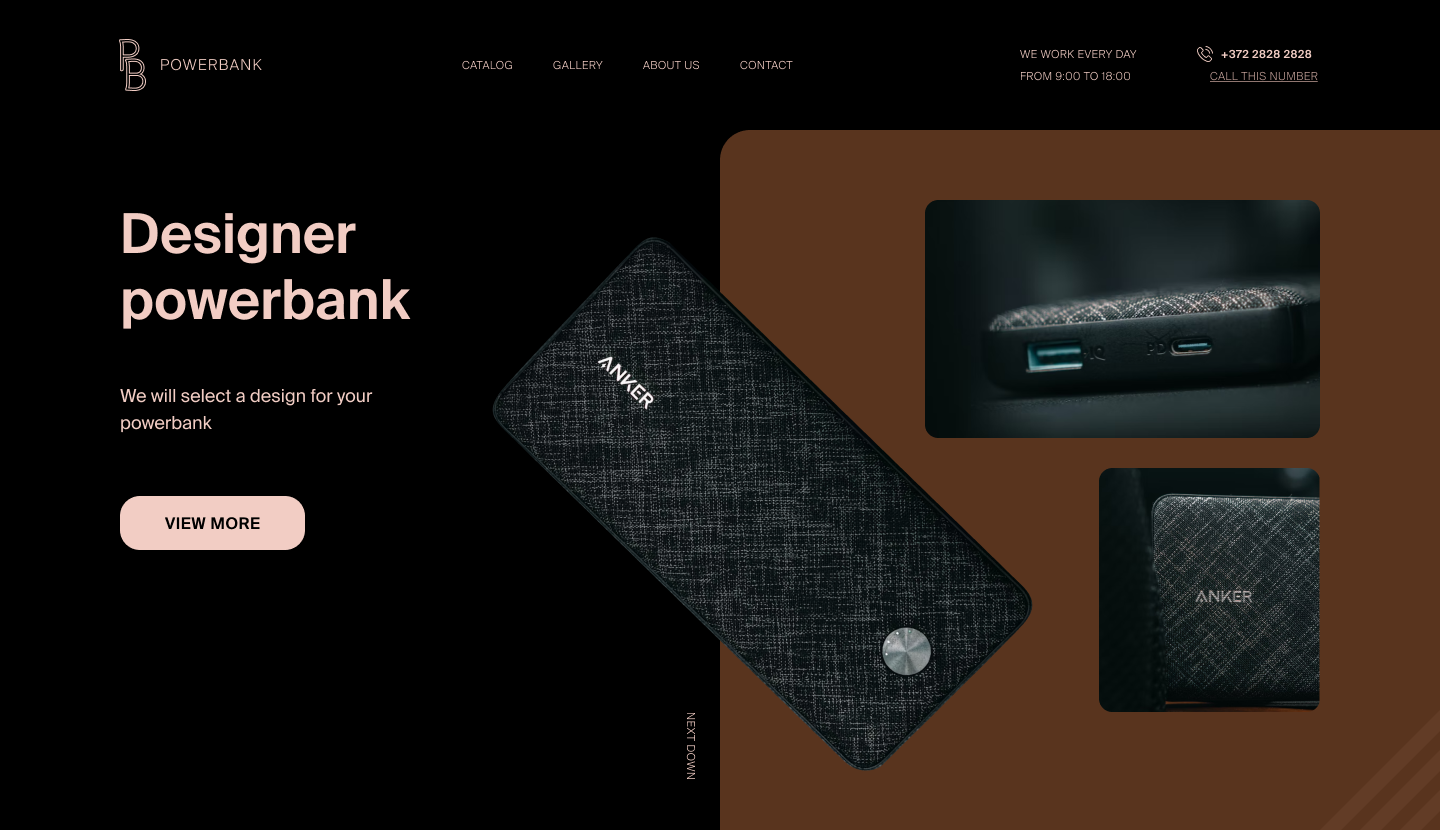 PB
POWERBANK
CATALOG
GALLERY
ABOUT US
CONTACT
WE WORK EVERY DAY
FROM 9:00 TO 18:00
+372 2828 2828
CALL THIS NUMBER
Designer
powerbank
We will select a design for your
powerbank
VIEW MORE
ANKER
IQ
PD
ANKER
NEXT DOWN